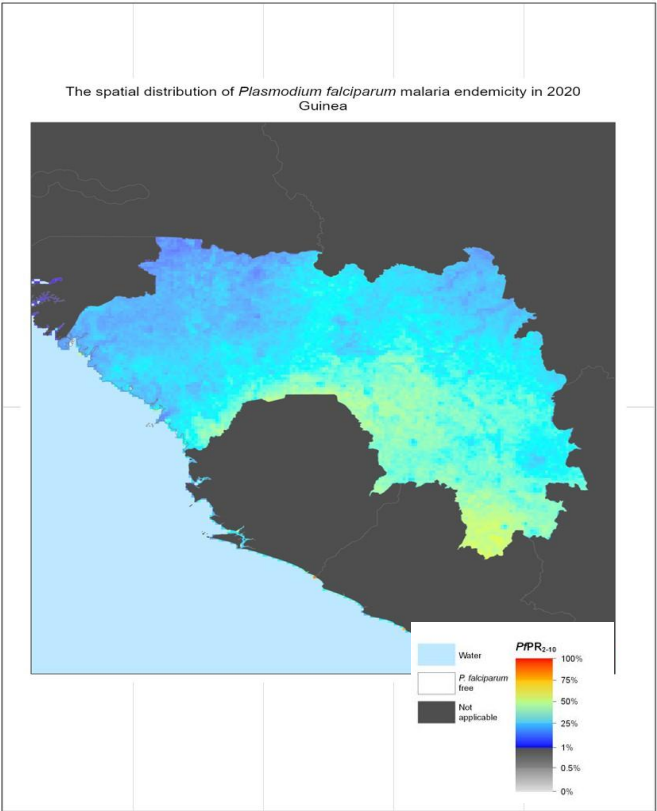 The spatial distribution of Plasmodium falciparum malaria endemicity in 2020
Guinea
Water
P. falciparum
free
Not
applicable
PfPR2-10
100%
75%
50%
25%
1%
0.5%
0%